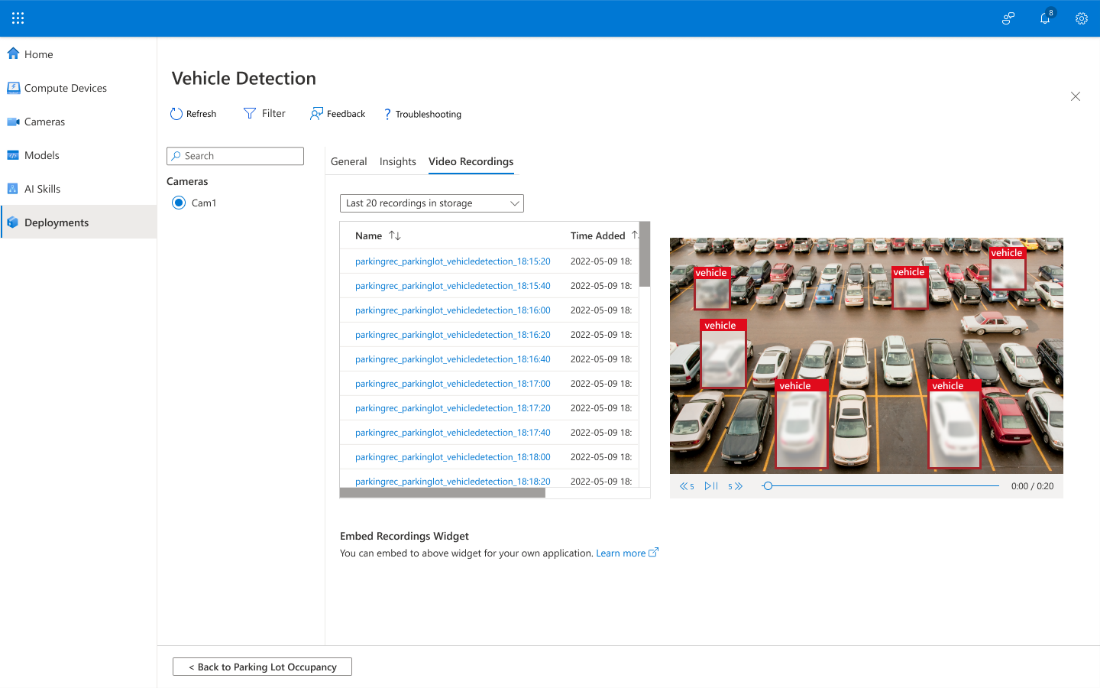 8
Home
Compute Devices
Cameras
Models
AI Skills
Deployments
Vehicle Detection
Refresh Filter Feedback ? Troubleshooting
Search
Cameras
Cam1
General Insights Video Recordings
Last 20 recordings in storage
Name Time Added
parkingrec_parkinglot_vehicledetection_18:15:20 2022-05-09 18:
parkingrec_parkinglot_vehicledetection_18:15:40 2022-05-09 18:
parkingrec_parkinglot_vehicledetection_18:16:00 2022-05-09 18:
parkingrec_parkinglot_vehicledetection_18:16:20 2022-05-09 18:
parkingrec_parkinglot_vehicledetection_18:16:40 2022-05-09 18:
parkingrec_parkinglot_vehicledetection_18:17:00 2022-05-09 18:
parkingrec_parkinglot_vehicledetection_18:17:20 2022-05-09 18:
parkingrec_parkinglot_vehicledetection_18:17:40 2022-05-09 18:
parkingrec_parkinglot_vehicledetection_18:18:00 2022-05-09 18:
parkingrec_parkinglot_vehicledetection_18:18:20 2022-05-09 18:
vehicle
vehicle
vehicle
vehicle
vehicle
vehicle
5 5 0:00 / 0:20
Embed Recordings Widget
You can embed to above widget for your own application. Learn more
< Back to Parking Lot Occupancy